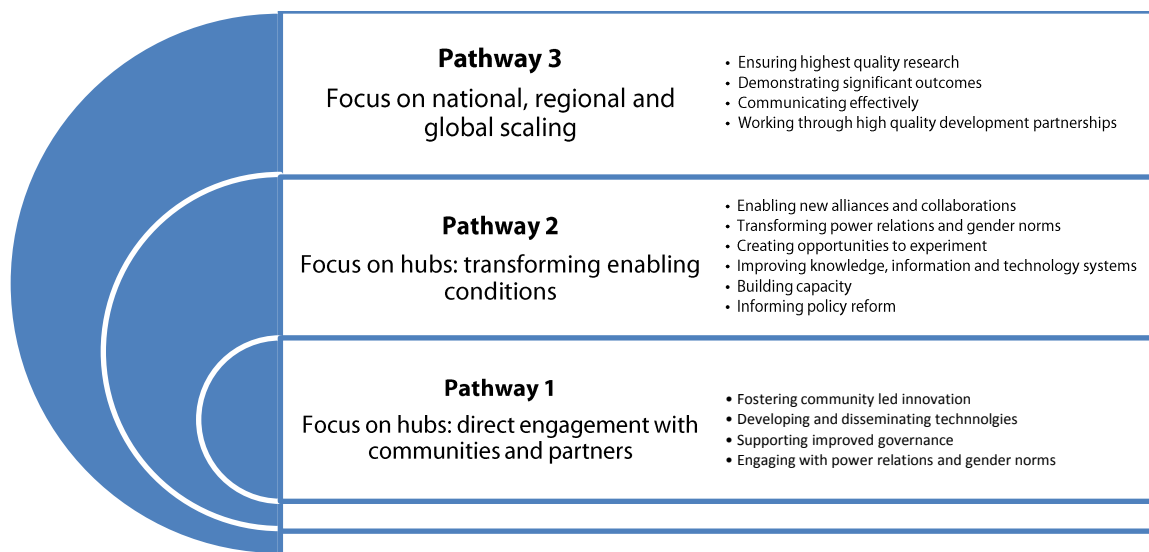 Pathway 3
Focus on national, regional and
global scaling
• Ensuring highest quality research
• Demonstrating significant outcomes
• Communicating effectively
• Working through high quality development partnerships
Pathway 2
Focus on hubs: transforming enabling
conditions
• Enabling new alliances and collaborations
• Transforming power relations and gender norms
• Creating opportunities to experiment
• Improving knowledge, information and technology systems
• Building capacity
• Informing policy reform
Pathway 1
Focus on hubs: direct engagement with
communities and partners
• Fostering community led innovation
• Developing and disseminating technnolgies
• Supporting improved governance
• Engaging with power relations and gender norms